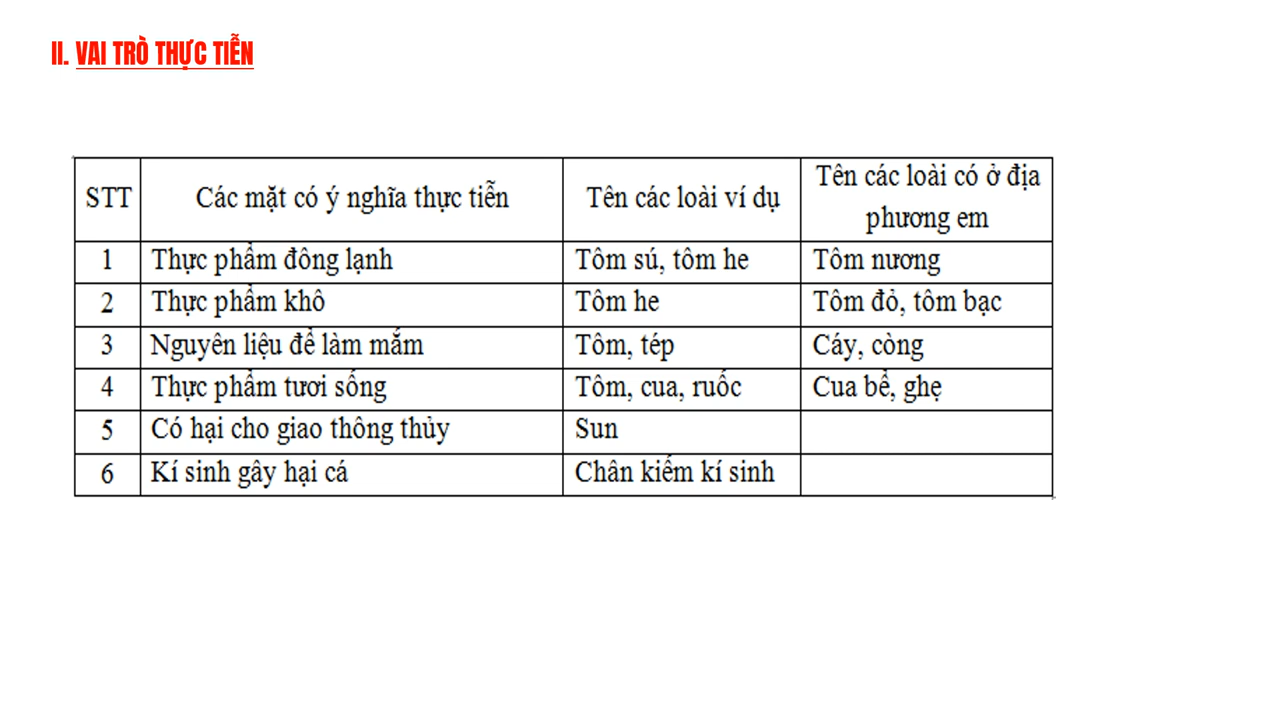 II. VAI TRÒ THỰC TIỄN
STT Các mặt có ý nghĩa thực tiễn Tên các loài ví dụ Tên các loài có ở địa phương em
1 Thực phẩm đông lạnh Tôm sú, tôm he Tôm nương
2 Thực phẩm khô Tôm he Tôm đỏ, tôm bạc
3 Nguyên liệu để làm mắm Tôm, tép Cáy, còng
4 Thực phẩm tươi sống Tôm, cua, ruốc Cua bể, ghẹ
5 Có hại cho giao thông thủy Sun
6 Kí sinh gây hại cá Chân kiếm kí sinh